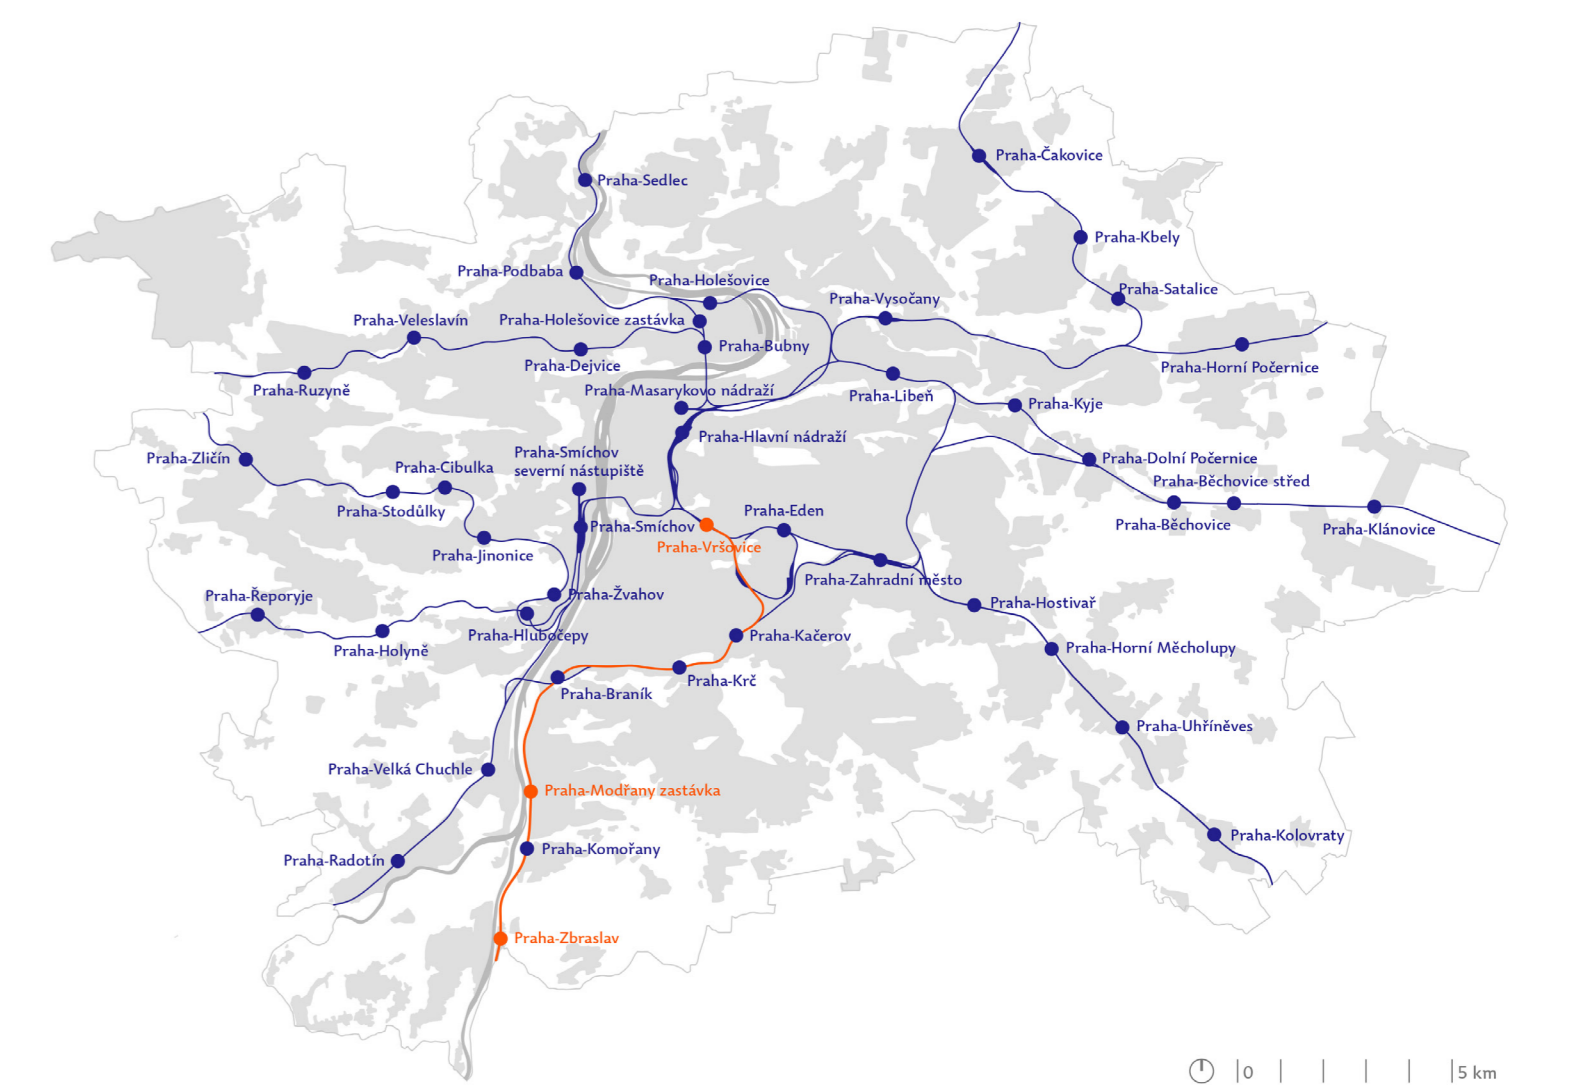 Praha-Čakovice
Praha-Sedlec
Praha-Kbely
Praha-Podbaba
Praha-Holešovice
Praha-Satalice
Praha-Vysočany
Praha-Veleslavín
Praha-Holešovice zastávka
Praha-Bubny
Praha-Dejvice
Praha-Horní Počernice
Praha-Ruzyně
Praha-Masarykovo nádraží
Praha-Libeň
Praha-Kyje
Praha-Hlavní nádraží
Praha-Smíchov
severní nástupiště
Praha-Zličín
Praha-Cibulka
Praha-Dolní Počernice
Praha-Běchovice střed
Praha-Stodůlky
Praha-Eden
Praha-Smíchov
Praha-Běchovice
Praha-Klánovice
Praha-Vršovice
Praha-Jinonice
Praha-Zahradní město
Praha-Řeporyje
Praha-Žvahov
Praha-Hostivař
Praha-Hlubočepy
Praha-Kačerov
Praha-Holyně
Praha-Horní Měcholupy
Praha-Krč
Praha-Braník
Praha-Uhříněves
Praha-Velká Chuchle
Praha-Modřany zastávka
Praha-Kolovraty
Praha-Komořany
Praha-Radotín
Praha-Zbraslav
0 5 km